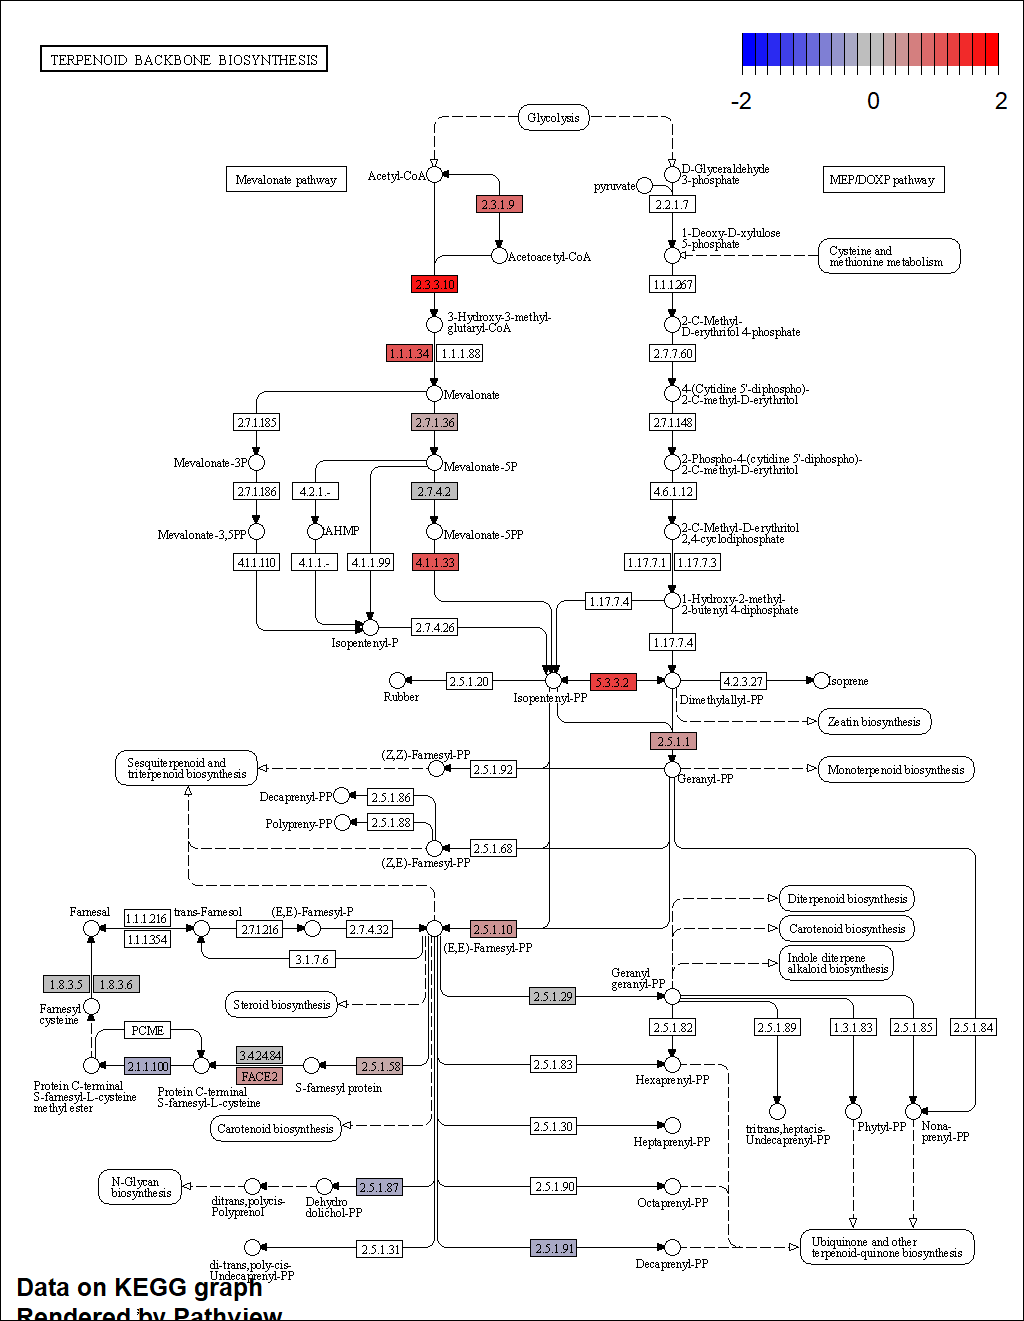 TERPENOID BACKBONE BIOSYNTHESIS
-2
0
2
Glycolysis
Mevalonate pathway
Acetyl-CoA
pyruvate
D-Glyceraldehyde
3-phosphate
MEP/DOXP pathway
2.3.1.9
2.2.1.7
1-Deoxy-D-xylulose
5-phosphate
Acetoacetyl-CoA
Cysteine and
methionine metabolism
2.3.3.10
1.1.1.267
3-Hydroxy-3-methyl-
glutaryl-CoA
2-C-Methyl-
D-erythritol 4-phosphate
1.1.1.34
1.1.1.88
2.7.7.60
Mevalonate
4-(Cytidine 5'-diphospho)-
2-C-methyl-D-erythritol
2.7.1.185
2.7.1.36
2.7.1.148
Mevalonate-3P
Mevalonate-5P
2-Phospho-4-(cytidine 5'-diphospho)-
2-C-methyl-D-erythritol
2.7.1.186
4.2.1.-
2.7.4.2
4.6.1.12
Mevalonate-3,5PP
tAHMP
Mevalonate-5PP
2-C-Methyl-D-erythritol
2,4-cyclodiphosphate
4.1.1.110
4.1.1.-
4.1.1.99
4.1.1.33
1.17.7.1
1.17.7.3
1.17.7.4
1-Hydroxy-2-methyl-
2-butenyl 4-diphosphate
Isopentenyl-P
2.7.4.26
1.17.7.4
Rubber
2.5.1.20
Isopentenyl-PP
5.3.3.2
Dimethylallyl-PP
4.2.3.27
Isoprene
Zeatin biosynthesis
2.5.1.1
Sesquiterpenoid and
triterpenoid biosynthesis
(Z,Z)-Farnesyl-PP
2.5.1.92
Geranyl-PP
Monoterpenoid biosynthesis
Decaprenyl-PP
2.5.1.86
Polypreny-PP
2.5.1.88
(Z,E)-Farnesyl-PP
2.5.1.68
Farnesal
1.1.1.216
1.1.1.354
trans-Farnesol
2.7.1.216
(E,E)-Farnesyl-P
2.7.4.32
2.5.1.10
(E,E)-Farnesyl-PP
3.1.7.6
Diterpenoid biosynthesis
Carotenoid biosynthesis
Indole diterpene
alkaloid biosynthesis
1.8.3.5
1.8.3.6
Geranyl
geranyl-PP
Farnesyl
cysteine
Steroid biosynthesis
2.5.1.29
PCME
2.5.1.82
2.5.1.89
1.3.1.83
2.5.1.85
2.5.1.84
2.1.1.100
3.4.24.84
FACE2
2.5.1.58
2.5.1.83
Protein C-terminal
S-farnesyl-L-cysteine
methyl ester
Protein C-terminal
S-farnesyl-L-cysteine
S-farnesyl protein
Hexaprenyl-PP
Carotenoid biosynthesis
2.5.1.30
Heptaprenyl-PP
tritrans,heptacis-
Undecaprenyl-PP
Phytyl-PP
Nona-
prenyl-PP
N-Glycan
biosynthesis
ditrans,polycis-
Polyprenol
Dehydro
dolichol-PP
2.5.1.87
2.5.1.90
Octaprenyl-PP
2.5.1.31
2.5.1.91
Decaprenyl-PP
Ubiquinone and other
terpenoid-quinone biosynthesis
di-trans,poly-cis-
Undecaprenyl-PP
Data on KEGG graph
Rendered by Pathview